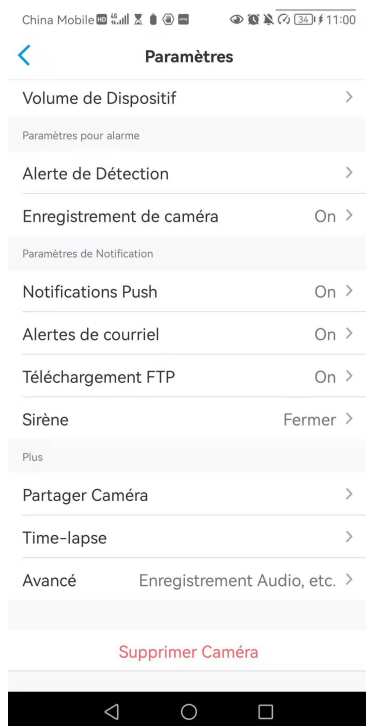 China Mobile HD 4G 34 11:00
Paramètres
Volume de Dispositif
Paramètres pour alarme
Alerte de Détection
Enregistrement de caméra On
Paramètres de Notification
Notifications Push On
Alertes de courriel On
Téléchargement FTP On
Sirène Fermer
Plus
Partager Caméra
Time-lapse
Avancé Enregistrement Audio, etc.
Supprimer Caméra